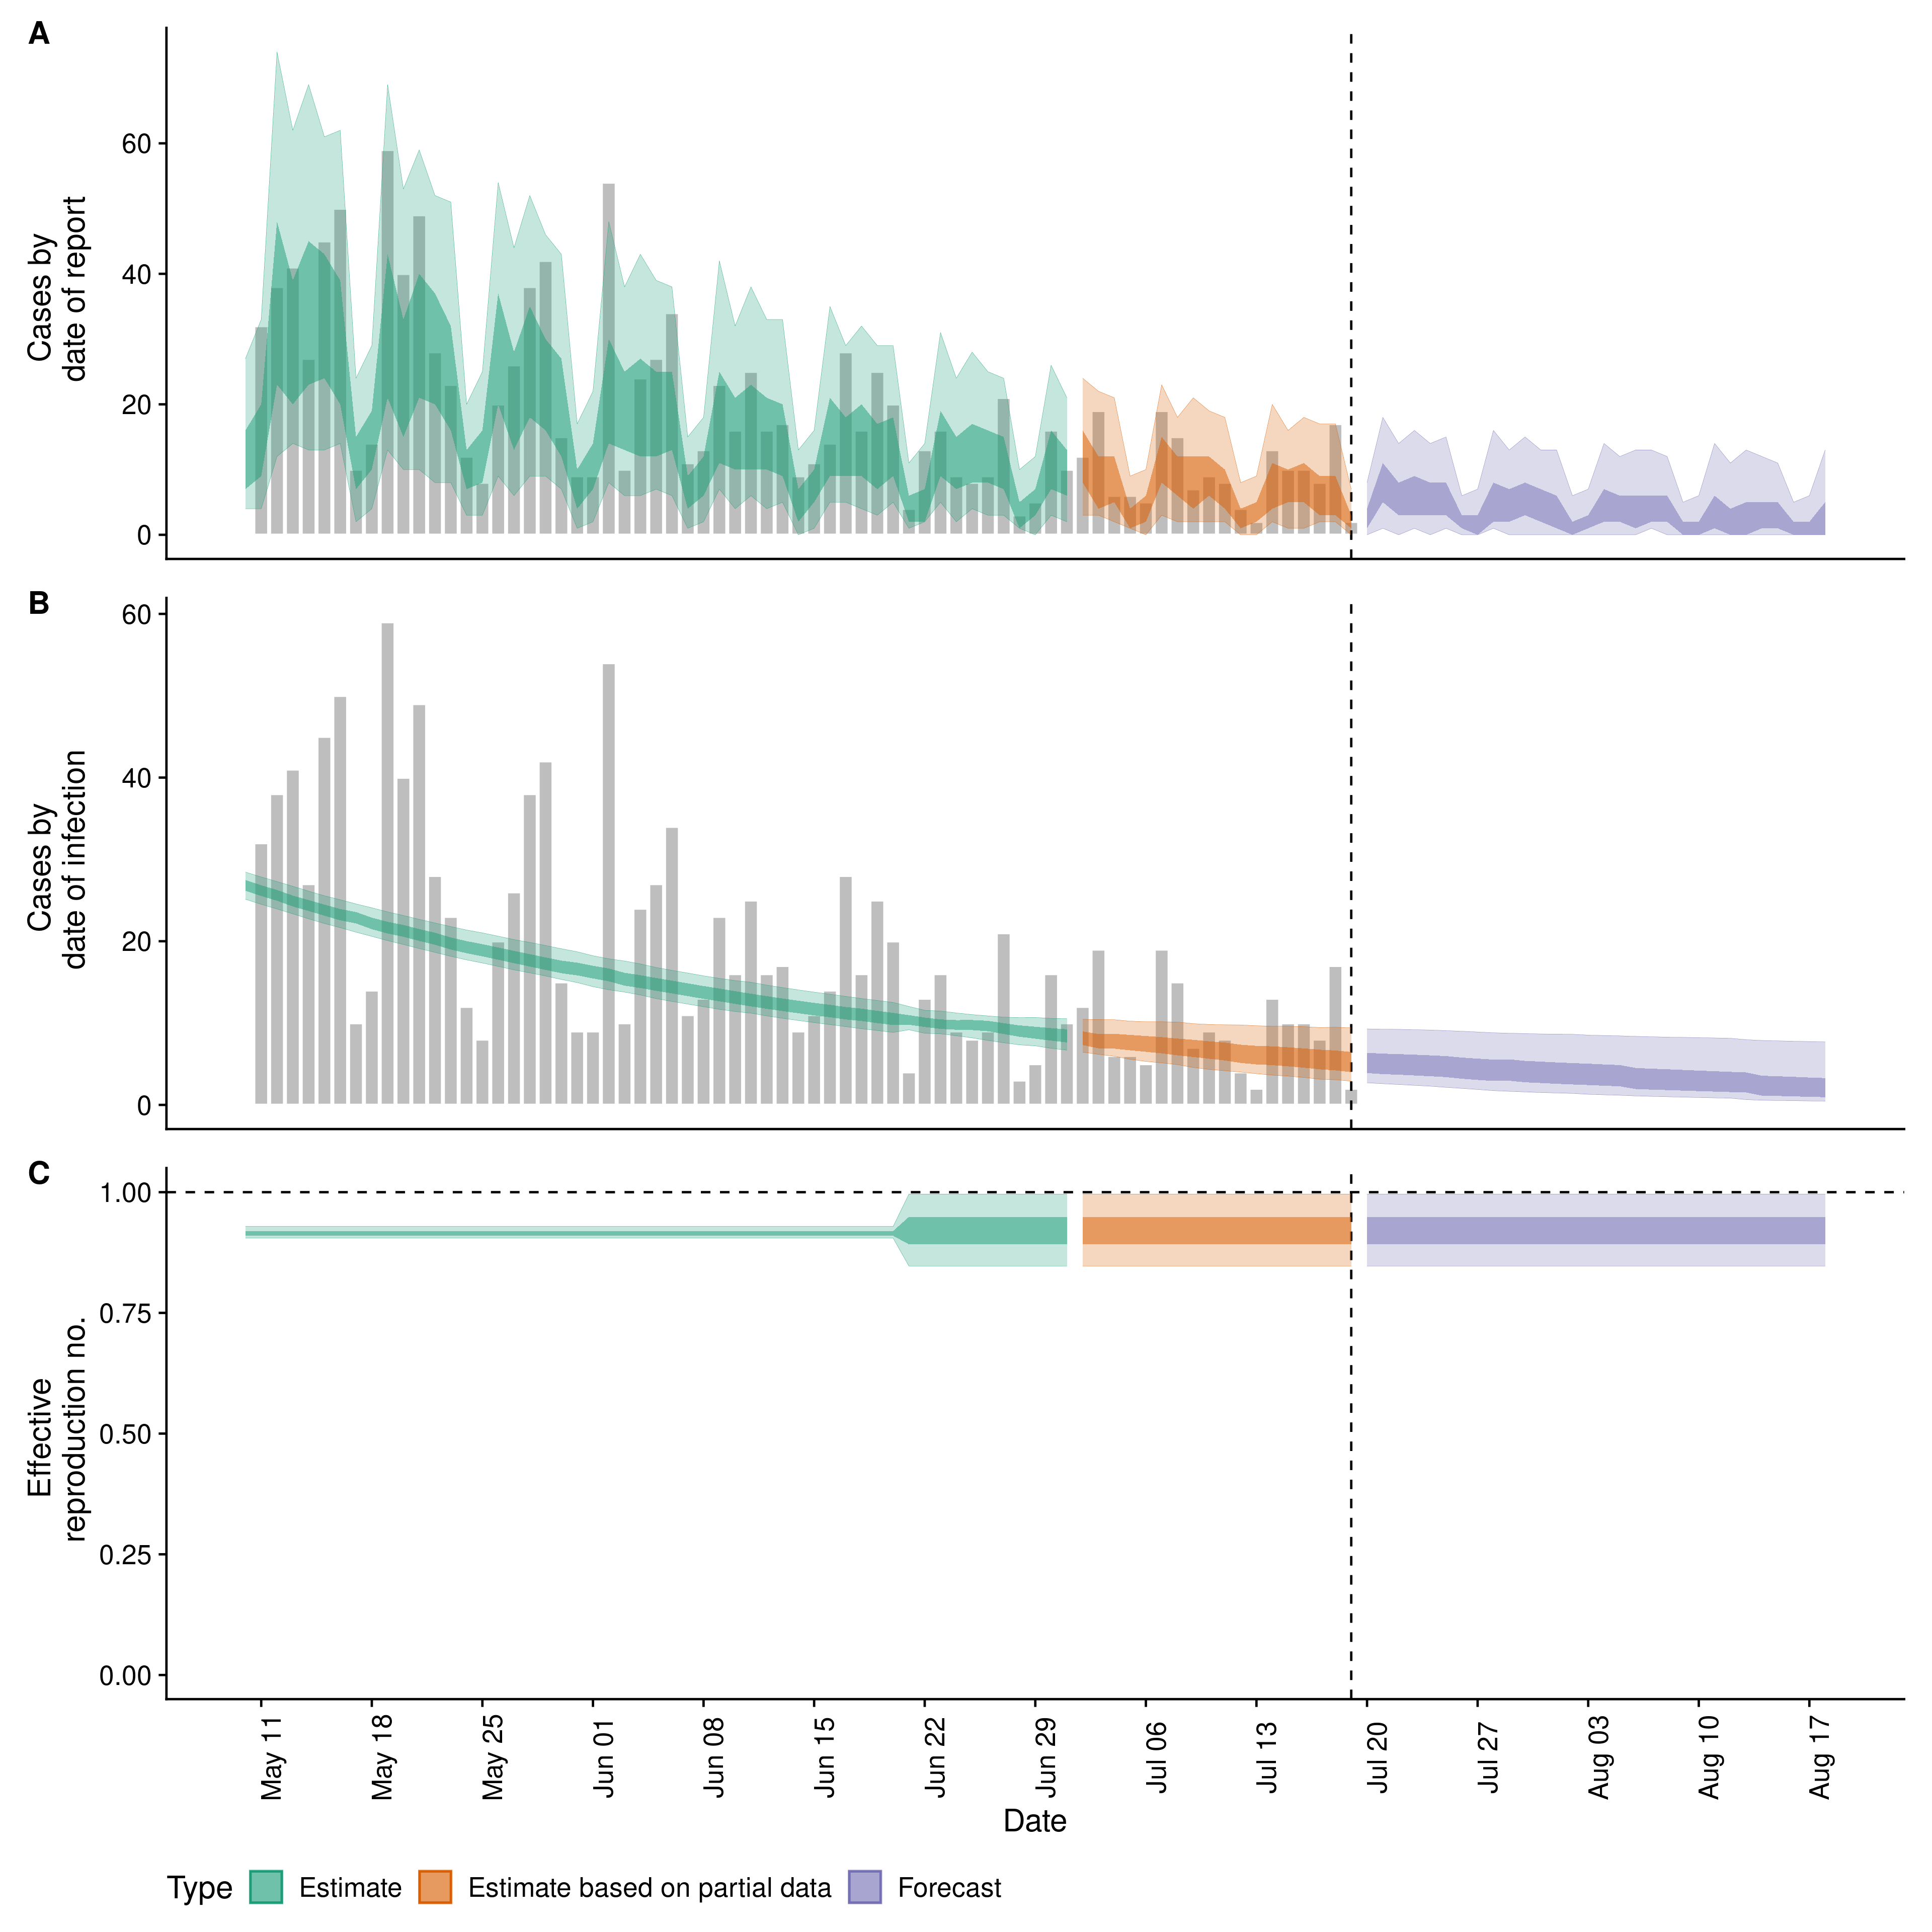 A
Cases by
date of report
60
40
20
0
B
Cases by
date of infection
60
40
20
0
C
Effective
reproduction no.
1.00
0.75
0.50
0.25
0.00
May 11
May 18
May 25
Jun 01
Jun 08
Jun 15
Jun 22
Jun 29
Jul 06
Jul 13
Jul 20
Jul 27
Aug 03
Aug 10
Aug 17
Date
Type Estimate Estimate based on partial data Forecast